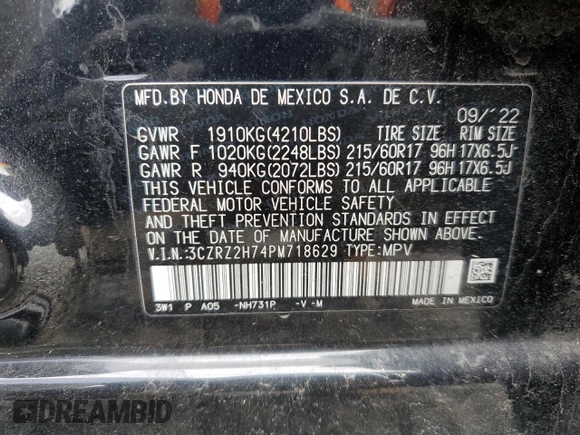 MFD.BY HONDA DE MEXICO S.A. DE C.V.
09/'22
GVWR 1910KG(4210LBS) TIRE SIZE RIM SIZE
GAWR F 1020KG(2248LBS) 215/60R17 96H 17X6.5J
GAWR R 940KG(2072LBS) 215/60R17 96H 17X6.5J
THIS VEHICLE CONFORMS TO ALL APPLICABLE
FEDERAL MOTOR VEHICLE SAFETY
AND THEFT PREVENTION STANDARDS IN EFFECT
ON THE DATE OF MANUFACTURE SHOWN ABOVE.
V.I.N.:3CZRZ2H74PM718629 TYPE:MPV
3W1 P A05 -NH731P -V-M MADE IN MEXICO
DREAMBID